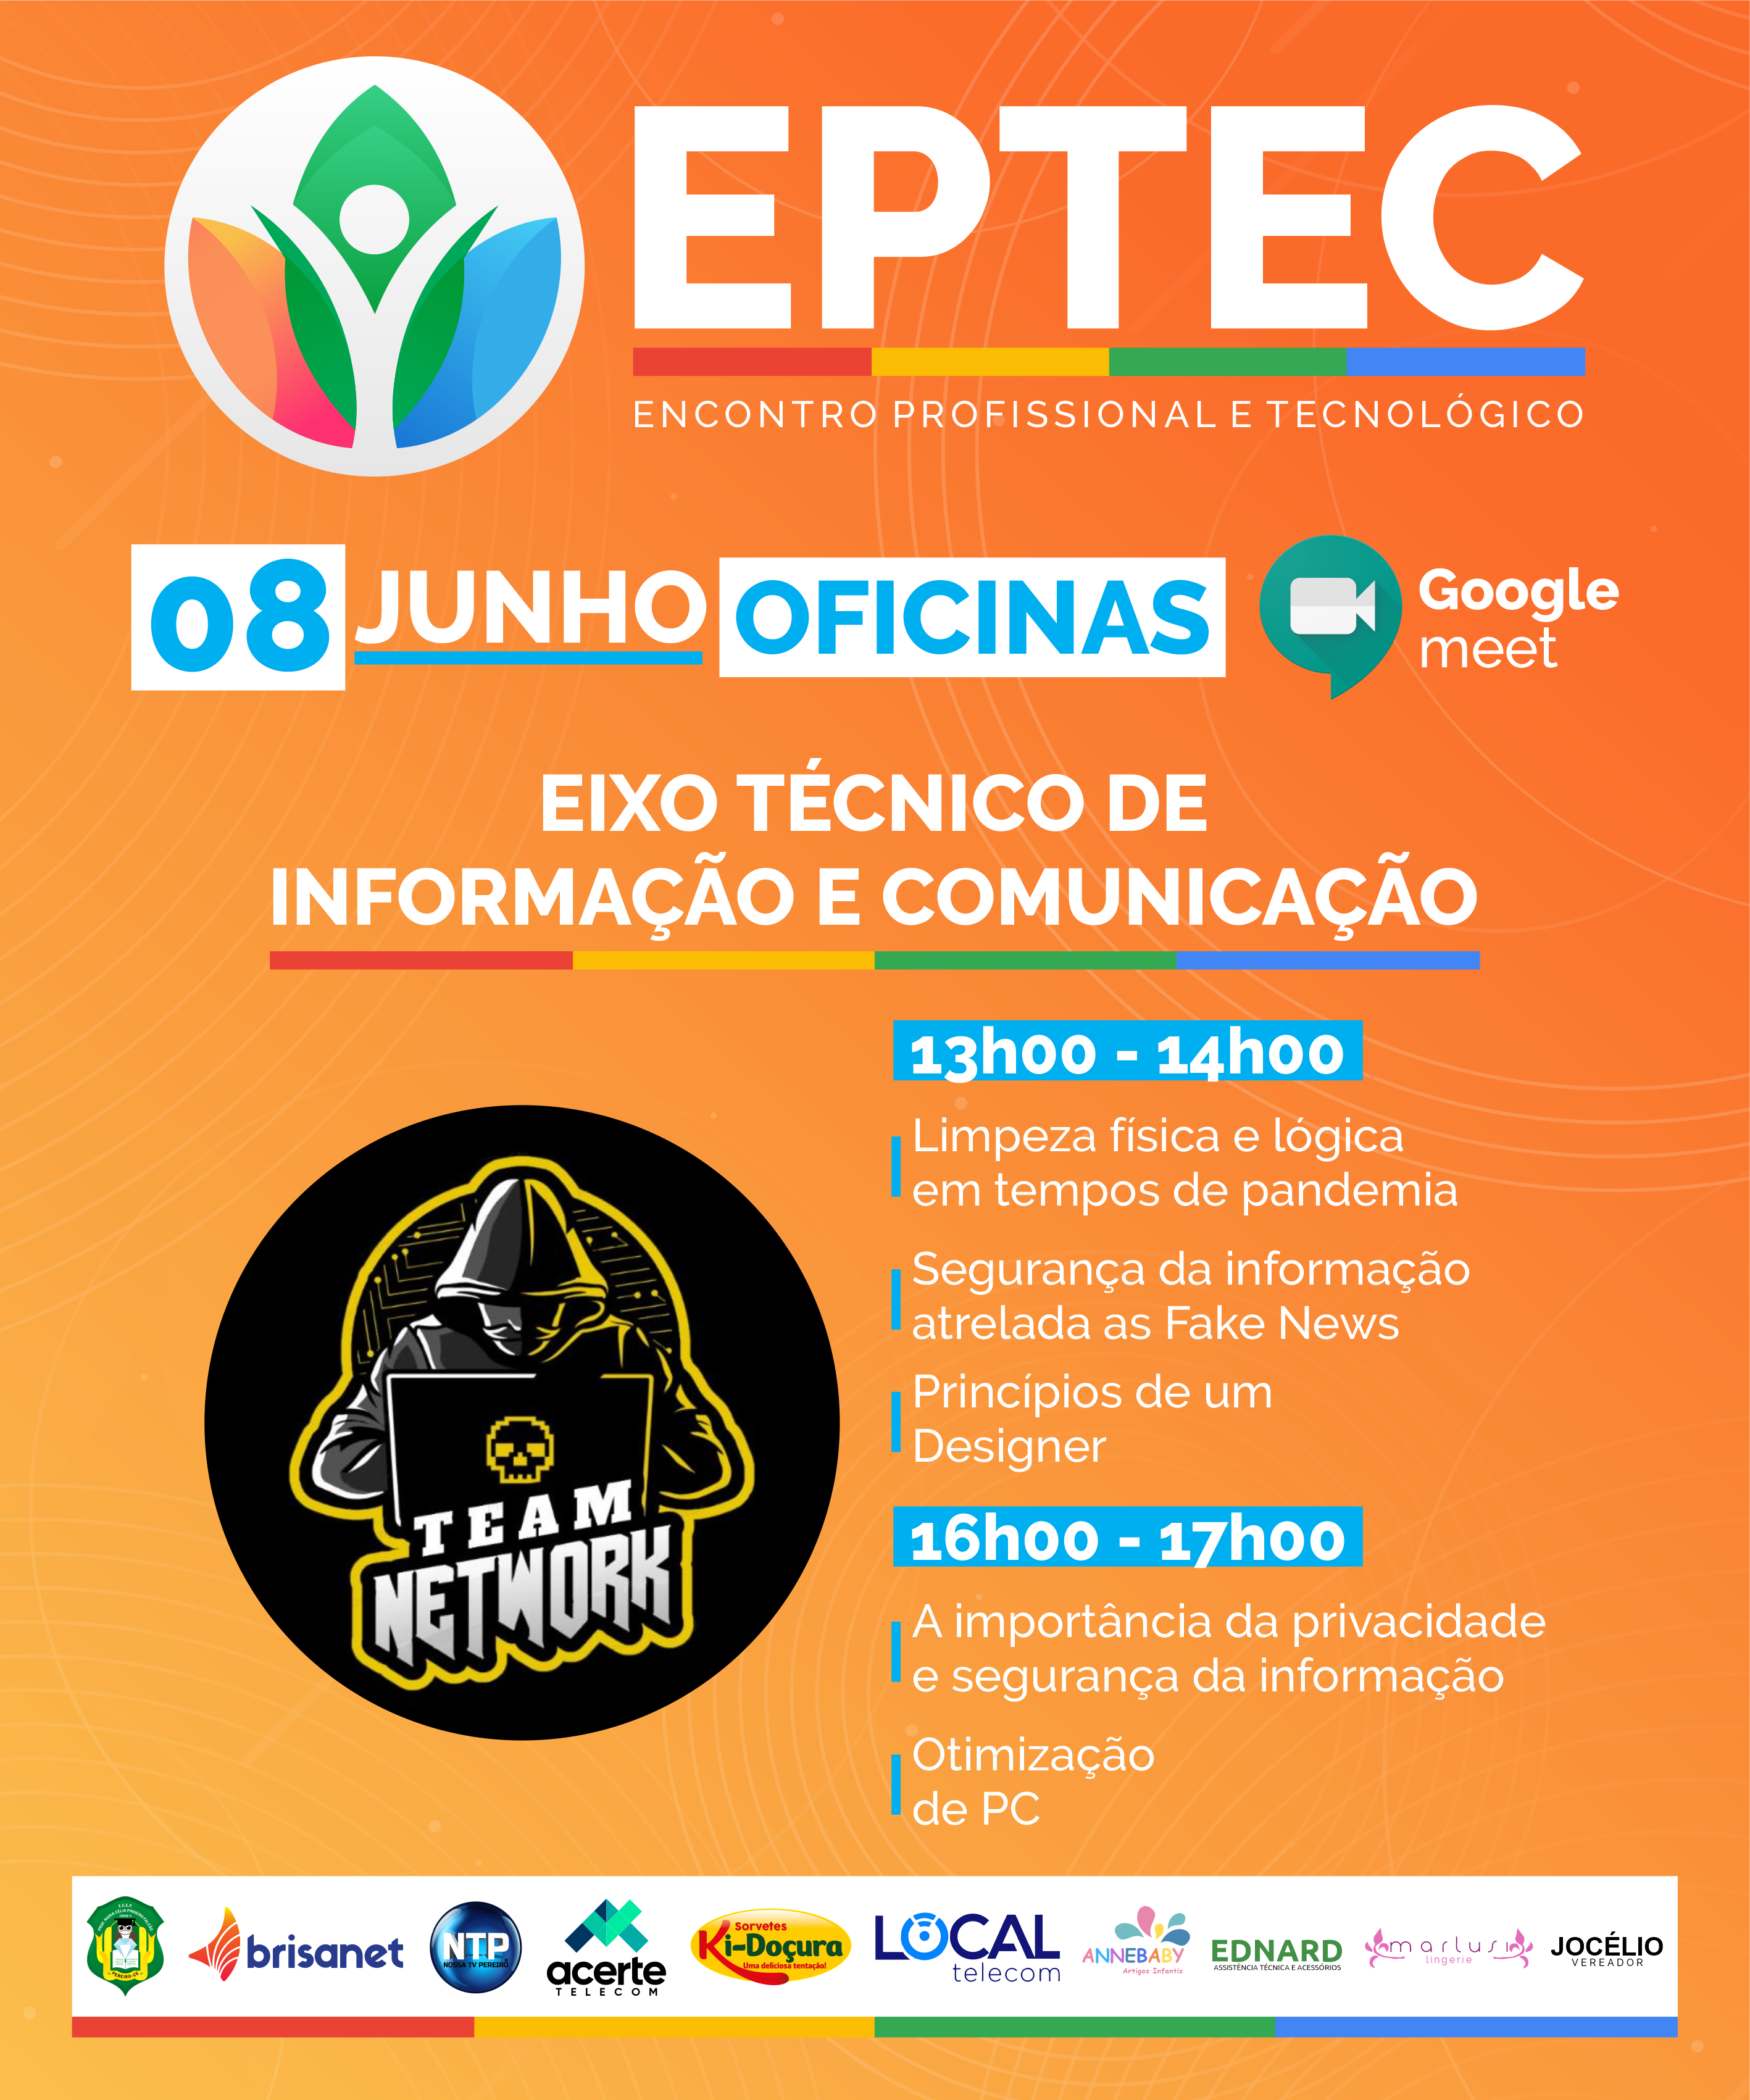 EPTEC
ENCONTRO PROFISSIONAL E TECNOLÓGICO
08 JUNHO OFICINAS
Google
meet
EIXO TÉCNICO DE
INFORMAÇÃO E COMUNICAÇÃO
13h00 - 14h00
Limpeza física e lógica
em tempos de pandemia
Segurança da informação
atrelada as Fake News
Princípios de um
Designer
TEAM
NETWORK
16h00 - 17h00
A importância da privacidade
e segurança da informação
Otimização
de PC
PEREIRO-CE
brisanet
NTP
NOSSA TV PEREIRO
acerte
TELECOM
Sorvetes
Ki-Doçura
Uma deliciosa tentação!
LOCAL
telecom
ANNEBABY
Artigos Infantis
EDNARD
ASSISTÊNCIA TÉCNICA E ACESSÓRIOS
marlusi
lingerie
JOCÉLIO
VEREADOR